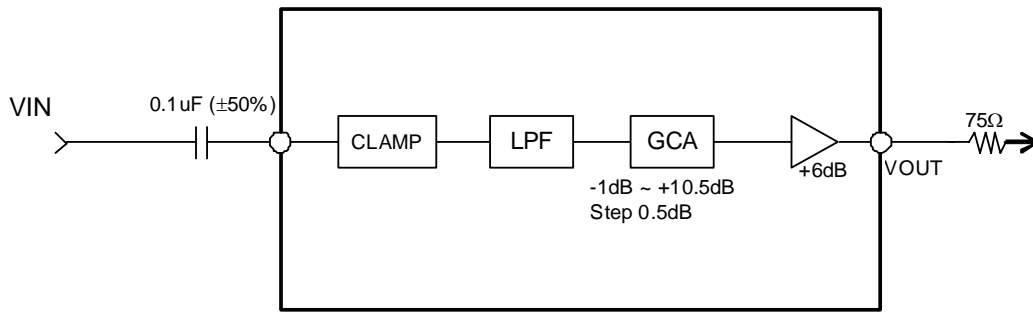 VIN
0.1uF (±50%)
CLAMP
LPF
GCA
-1dB ~ +10.5dB
Step 0.5dB
+6dB
VOUT
75Ω